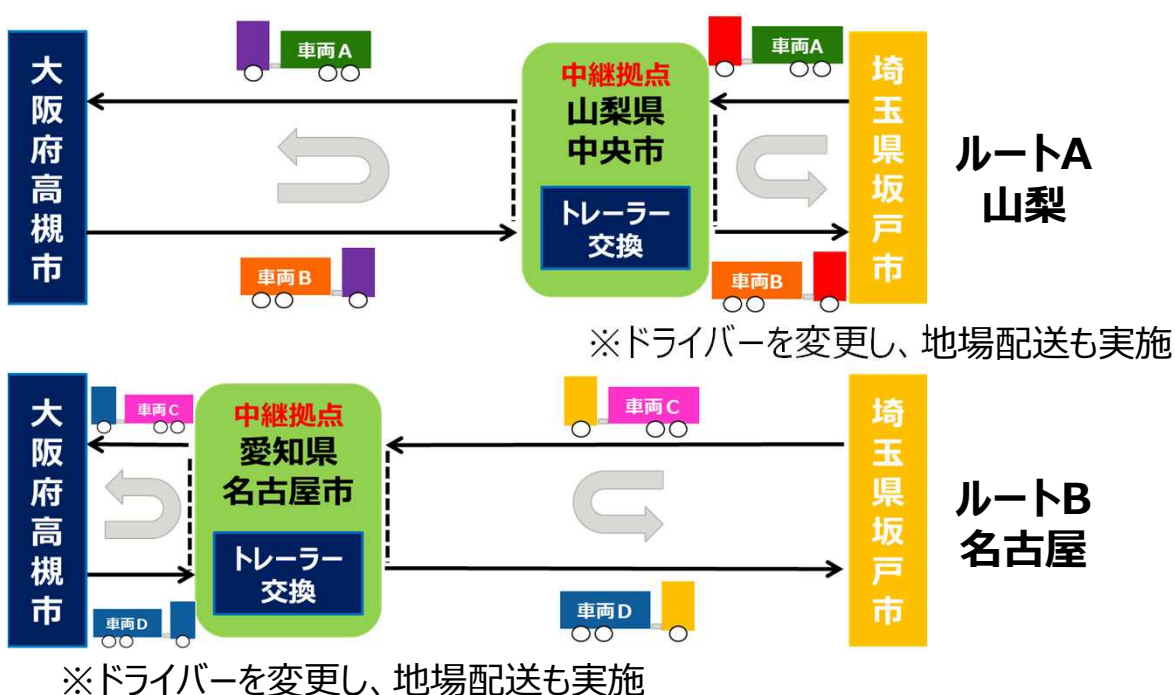 車両A
車両A
大阪府高槻市
中継拠点
山梨県
中央市
トレーラー
交換
埼玉県坂戸市
ルートA
山梨
車両B
車両B
※ドライバーを変更し、地場配送も実施
車両C
車両C
大阪府高槻市
中継拠点
愛知県
名古屋市
トレーラー
交換
埼玉県坂戸市
ルートB
名古屋
車両D
車両D
※ドライバーを変更し、地場配送も実施